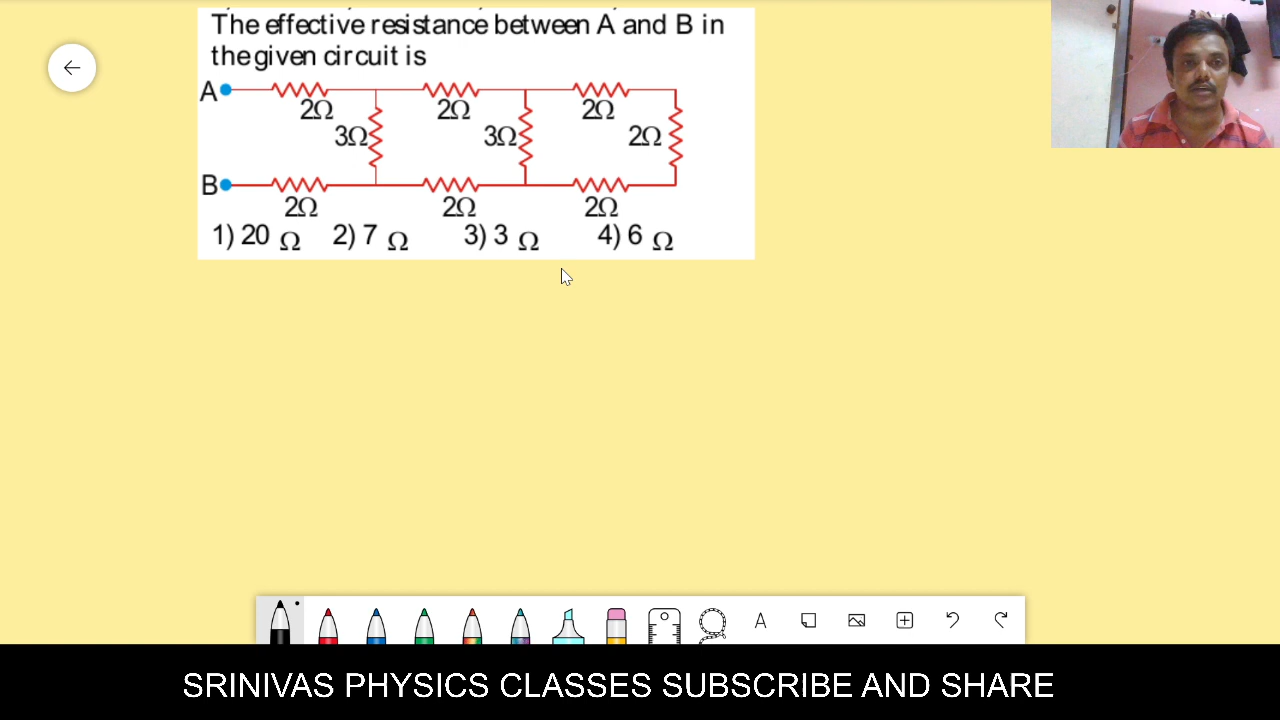 The effective resistance between A and B in
the given circuit is
A
2Ω 2Ω 2Ω
3Ω 3Ω 2Ω
B
2Ω 2Ω 2Ω
1) 20 Ω 2) 7 Ω 3) 3 Ω 4) 6 Ω
A
SRINIVAS PHYSICS CLASSES SUBSCRIBE AND SHARE